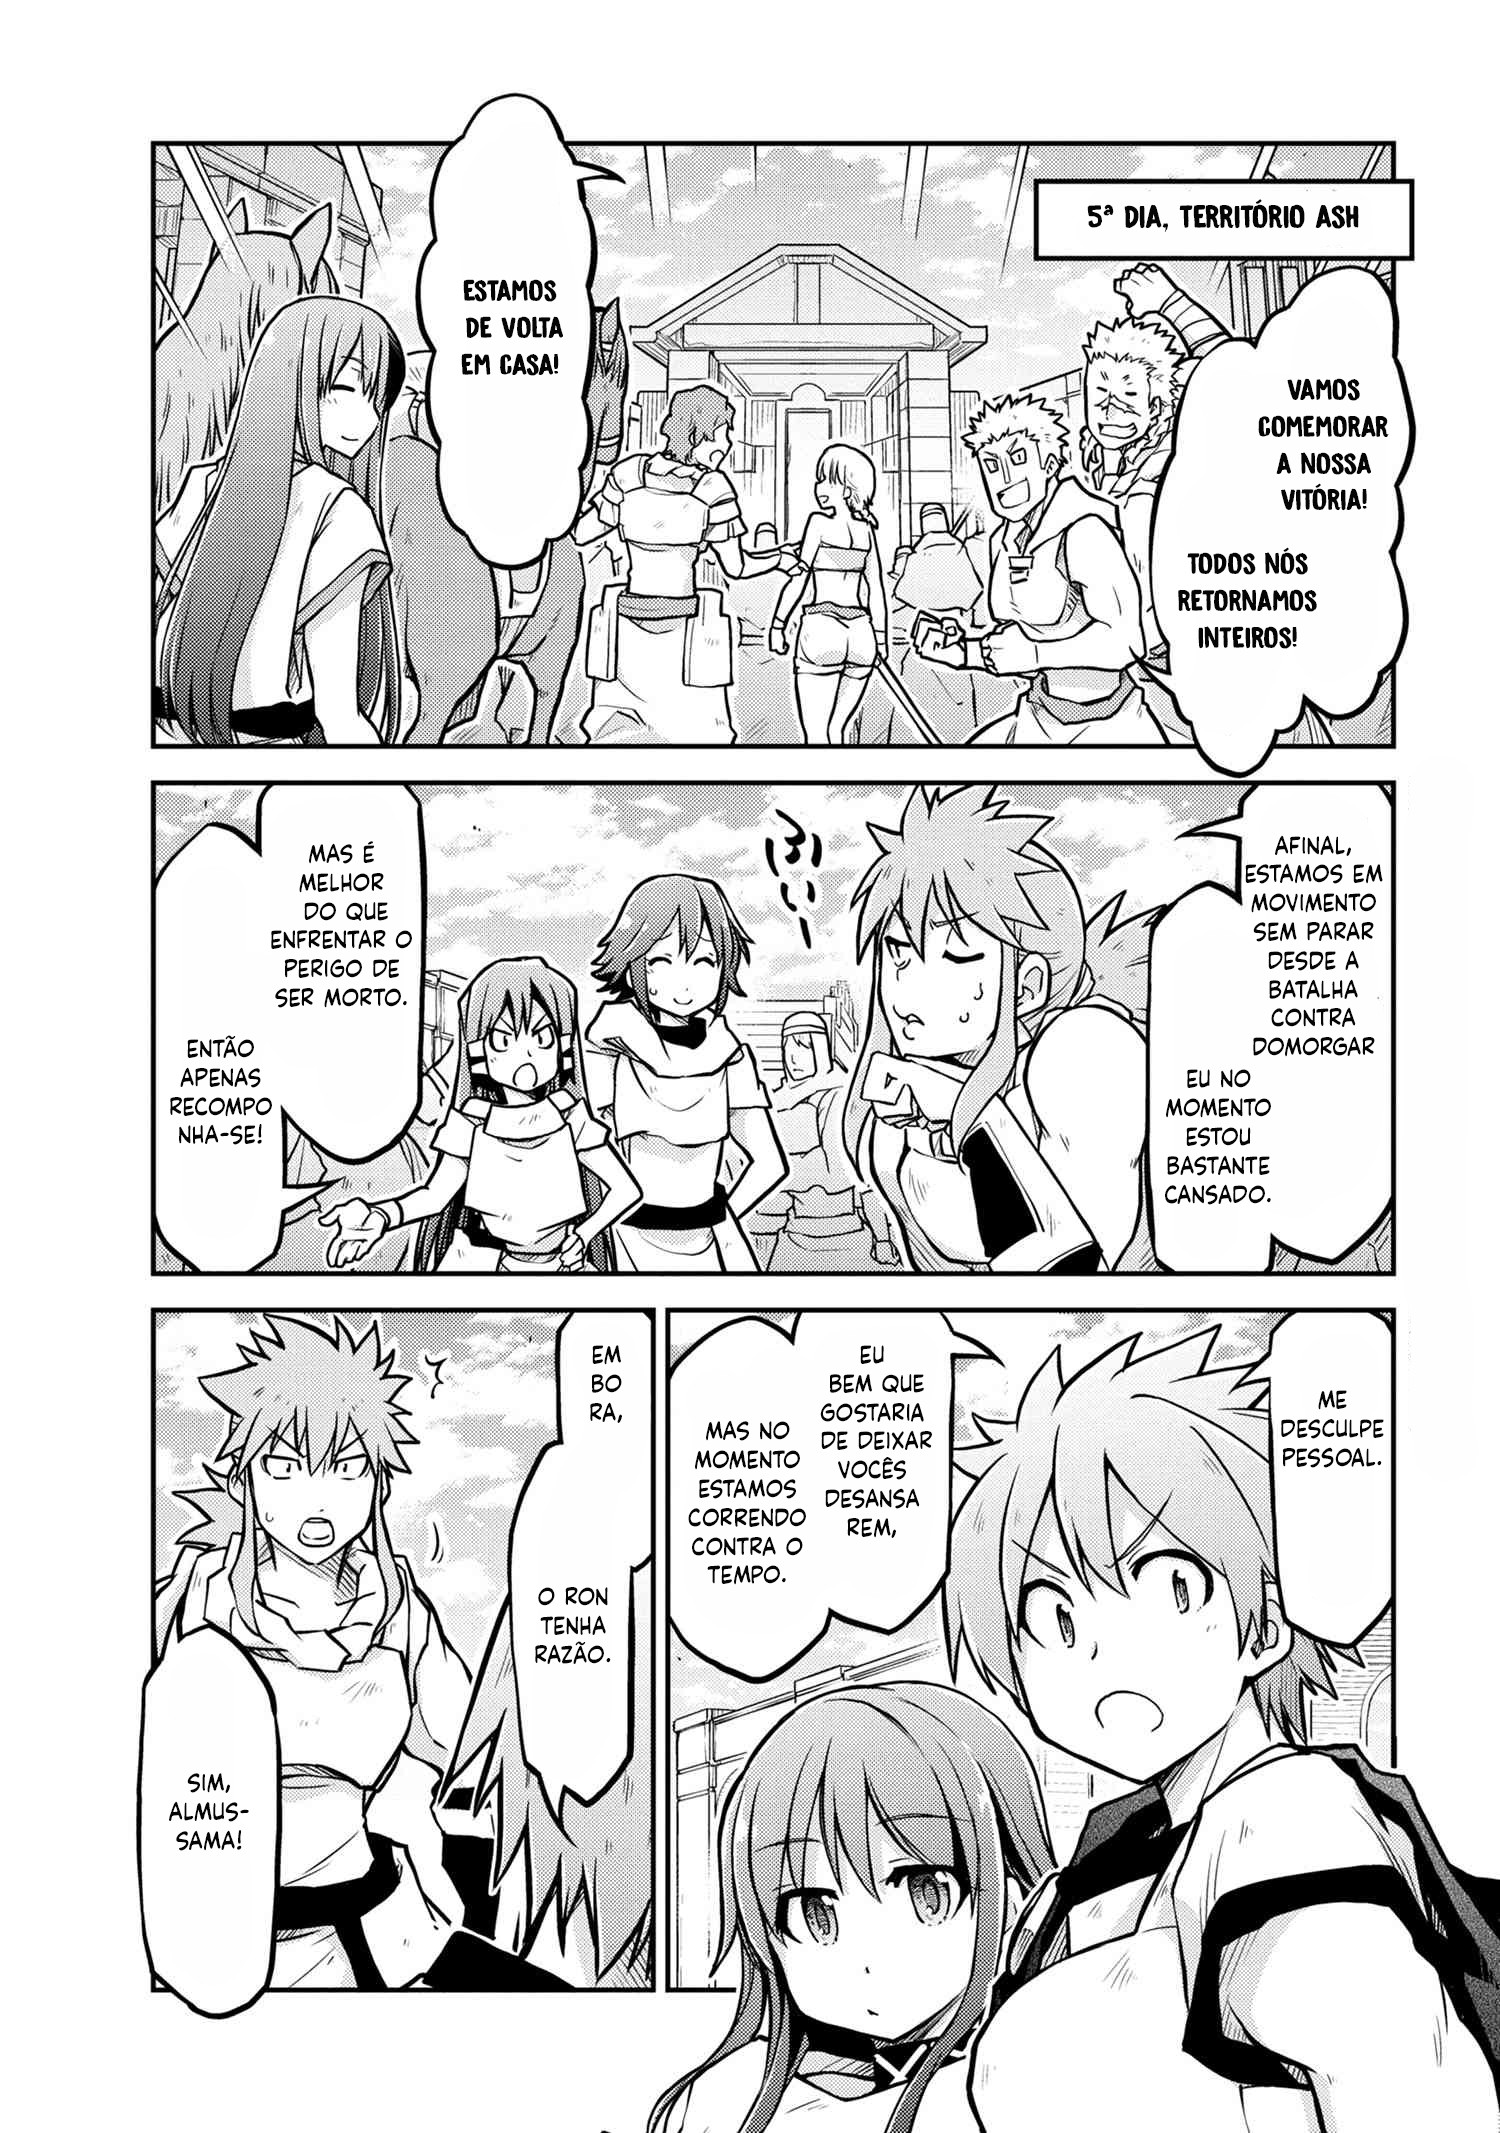 5ª DIA, TERRITÓRIO ASH
VAMOS
COMEMORAR
A NOSSA
VITÓRIA!
TODOS NÓS
RETORNAMOS
INTEIROS!
ESTAMOS
DE VOLTA
EM CASA!
AFINAL,
ESTAMOS EM
MOVIMENTO
SEM PARAR
DESDE A
BATALHA
CONTRA
DOMORGAR
EU NO
MOMENTO
ESTOU
BASTANTE
CANSADO.
ふぃー
MAS É
MELHOR
DO QUE
ENFRENTAR O
PERIGO DE
SER MORTO.
ENTÃO
APENAS
RECOMPO
NHA-SE!
ME
DESCULPE
PESSOAL.
EU
BEM QUE
GOSTARIA
DE DEIXAR
VOCÊS
DESANSA
REM,
MAS NO
MOMENTO
ESTAMOS
CORRENDO
CONTRA O
TEMPO.
EM
BO
RA,
O RON
TENHA
RAZÃO.
SIM,
ALMUS-
SAMA!